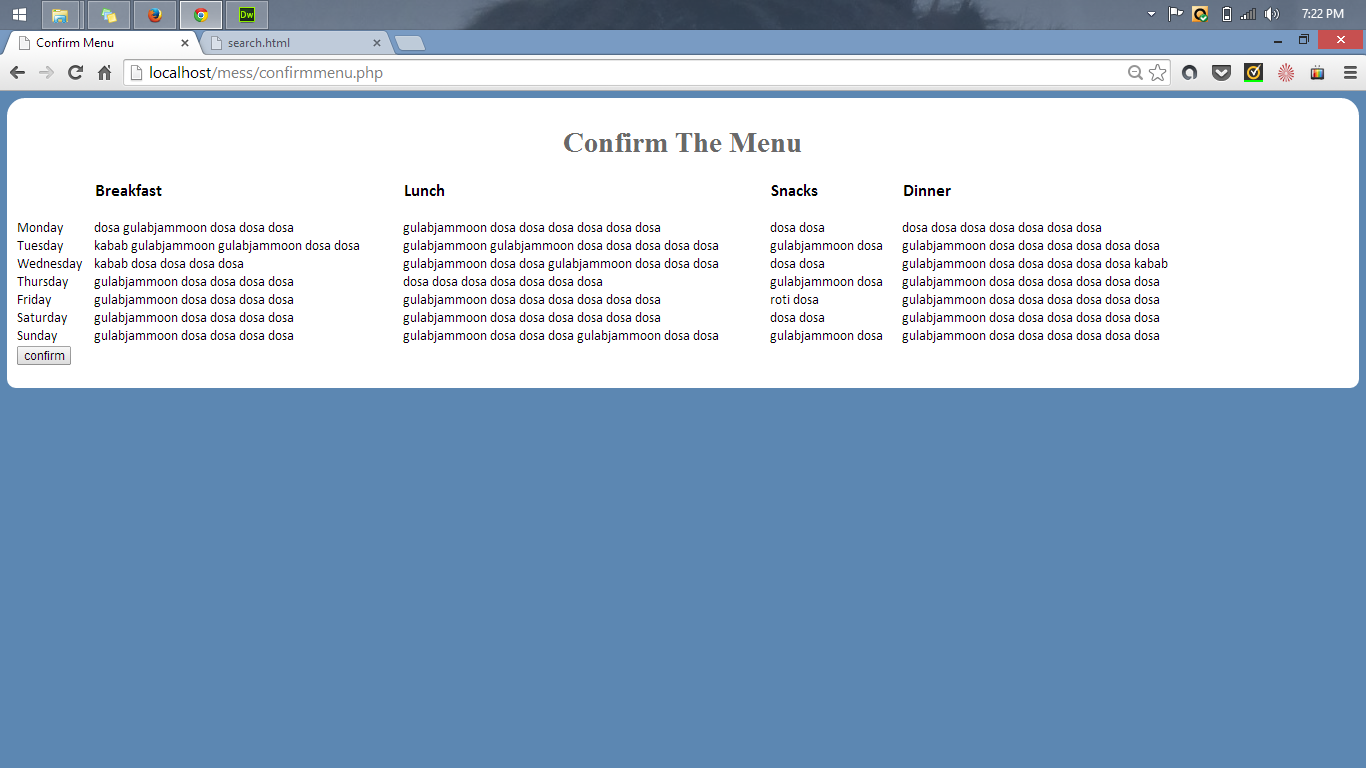 Dw
7:22 PM
Confirm Menu
search.html
localhost/mess/confirmmenu.php
Confirm The Menu
Breakfast Lunch Snacks Dinner
Monday dosa gulabjammoon dosa dosa dosa gulabjammoon dosa dosa dosa dosa dosa dosa dosa dosa dosa dosa dosa dosa dosa dosa dosa
Tuesday kabab gulabjammoon gulabjammoon dosa dosa gulabjammoon gulabjammoon dosa dosa dosa dosa dosa gulabjammoon dosa gulabjammoon dosa dosa dosa dosa dosa dosa
Wednesday kabab dosa dosa dosa dosa gulabjammoon dosa dosa gulabjammoon dosa dosa dosa dosa dosa gulabjammoon dosa dosa dosa dosa dosa kabab
Thursday gulabjammoon dosa dosa dosa dosa dosa dosa dosa dosa dosa dosa dosa gulabjammoon dosa gulabjammoon dosa dosa dosa dosa dosa dosa
Friday gulabjammoon dosa dosa dosa dosa gulabjammoon dosa dosa dosa dosa dosa dosa roti dosa gulabjammoon dosa dosa dosa dosa dosa dosa
Saturday gulabjammoon dosa dosa dosa dosa gulabjammoon dosa dosa dosa dosa dosa dosa dosa dosa gulabjammoon dosa dosa dosa dosa dosa dosa
Sunday gulabjammoon dosa dosa dosa dosa gulabjammoon dosa dosa dosa gulabjammoon dosa dosa gulabjammoon dosa gulabjammoon dosa dosa dosa dosa dosa dosa
confirm